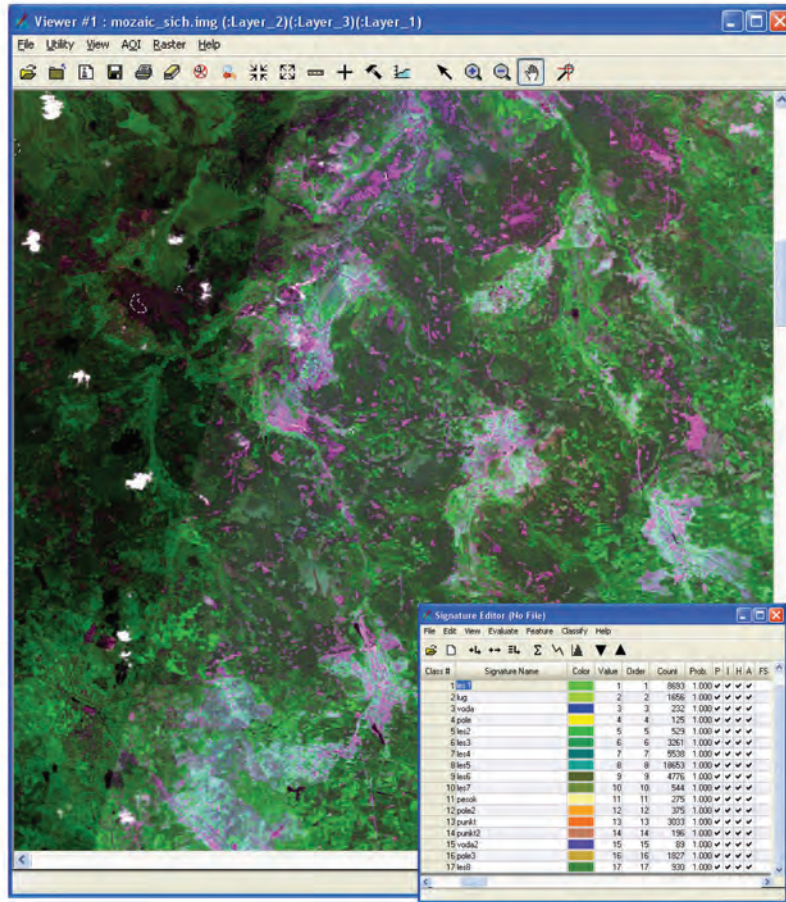 Viewer #1 : mozaic_sich.img (:Layer_2)(:Layer_3)(:Layer_1)
File Utility View AOI Raster Help
Signature Editor (No File)
File Edit View Evaluate Feature Classify Help
Class # Signature Name Color Value Order Count Prob. P I H A FS
1 les1 1 1 8693 1.000
2 lug 2 2 1656 1.000
3 voda 3 3 232 1.000
4 pole 4 4 125 1.000
5 les2 5 5 529 1.000
6 les3 6 6 3261 1.000
7 les4 7 7 5538 1.000
8 les5 8 8 18653 1.000
9 les6 9 9 4776 1.000
10 les7 10 10 544 1.000
11 pesok 11 11 275 1.000
12 pole2 12 12 375 1.000
13 punkt 13 13 3033 1.000
14 punkt2 14 14 196 1.000
15 voda2 15 15 89 1.000
16 pole3 16 16 1827 1.000
17 les8 17 17 930 1.000